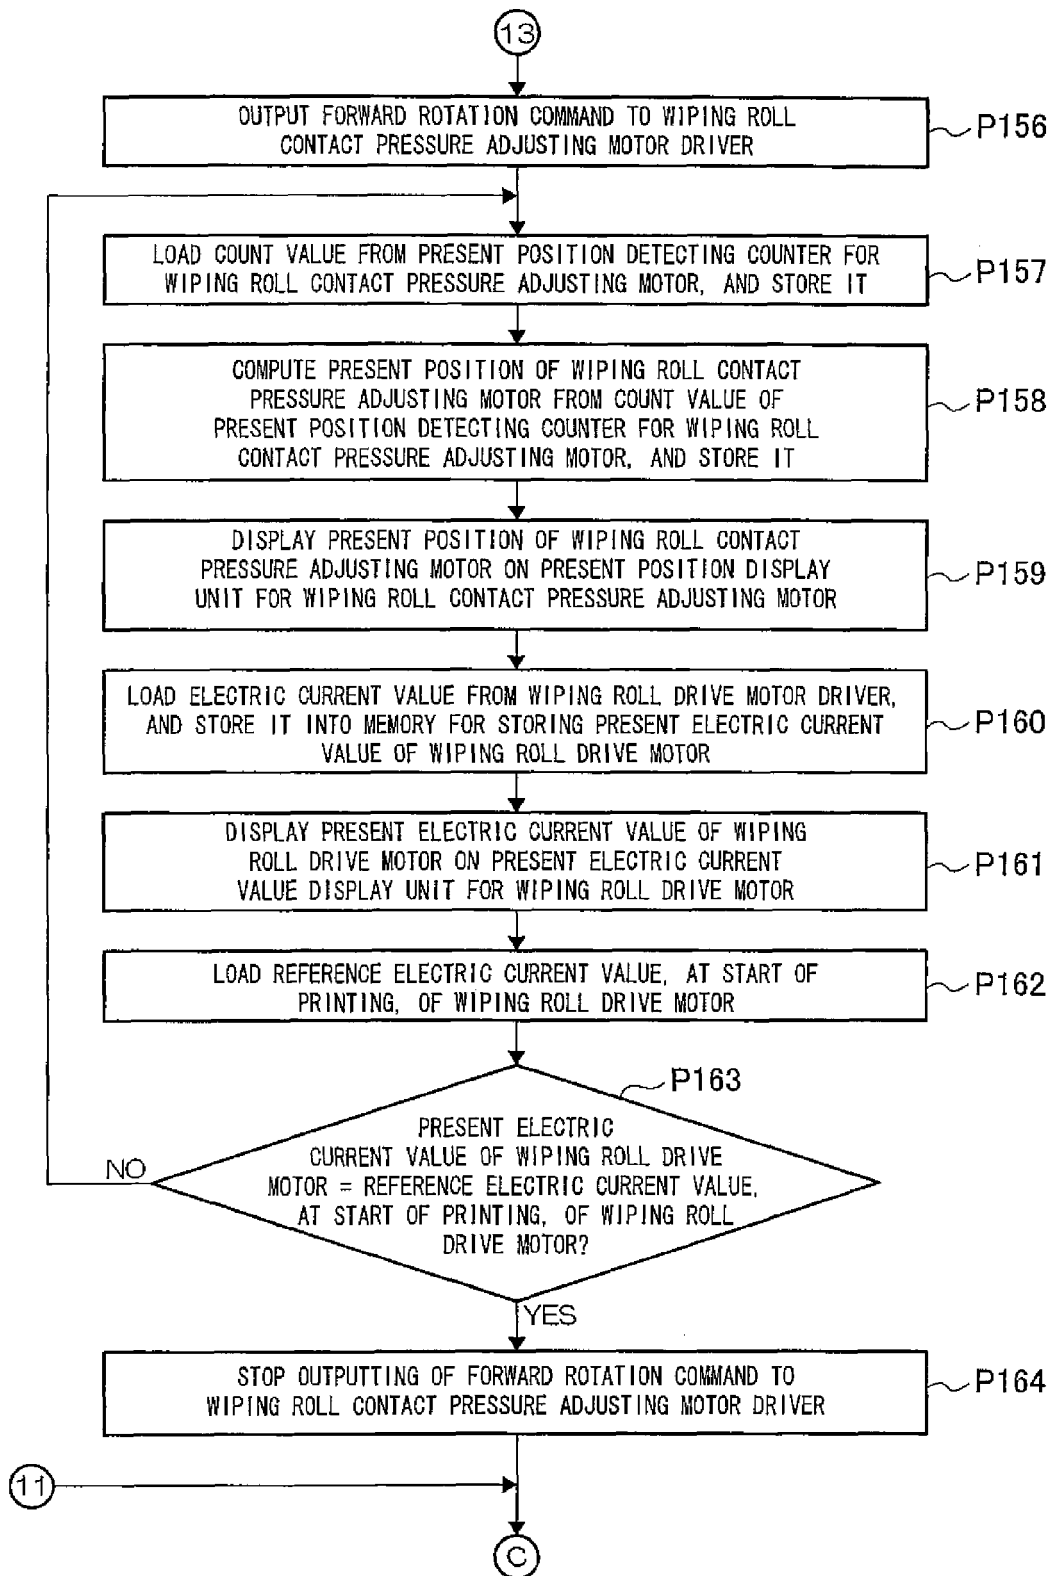 13
OUTPUT FORWARD ROTATION COMMAND TO WIPING ROLL
CONTACT PRESSURE ADJUSTING MOTOR DRIVER
P156
LOAD COUNT VALUE FROM PRESENT POSITION DETECTING COUNTER FOR
WIPING ROLL CONTACT PRESSURE ADJUSTING MOTOR, AND STORE IT
P157
COMPUTE PRESENT POSITION OF WIPING ROLL CONTACT
PRESSURE ADJUSTING MOTOR FROM COUNT VALUE OF
PRESENT POSITION DETECTING COUNTER FOR WIPING ROLL
CONTACT PRESSURE ADJUSTING MOTOR, AND STORE IT
P158
DISPLAY PRESENT POSITION OF WIPING ROLL CONTACT
PRESSURE ADJUSTING MOTOR ON PRESENT POSITION DISPLAY
UNIT FOR WIPING ROLL CONTACT PRESSURE ADJUSTING MOTOR
P159
LOAD ELECTRIC CURRENT VALUE FROM WIPING ROLL DRIVE MOTOR DRIVER,
AND STORE IT INTO MEMORY FOR STORING PRESENT ELECTRIC CURRENT
VALUE OF WIPING ROLL DRIVE MOTOR
P160
DISPLAY PRESENT ELECTRIC CURRENT VALUE OF WIPING
ROLL DRIVE MOTOR ON PRESENT ELECTRIC CURRENT
VALUE DISPLAY UNIT FOR WIPING ROLL DRIVE MOTOR
P161
LOAD REFERENCE ELECTRIC CURRENT VALUE, AT START OF
PRINTING, OF WIPING ROLL DRIVE MOTOR
P162
P163
PRESENT ELECTRIC
CURRENT VALUE OF WIPING ROLL DRIVE
MOTOR = REFERENCE ELECTRIC CURRENT VALUE,
AT START OF PRINTING, OF WIPING ROLL
DRIVE MOTOR?
NO
YES
STOP OUTPUTTING OF FORWARD ROTATION COMMAND TO
WIPING ROLL CONTACT PRESSURE ADJUSTING MOTOR DRIVER
P164
11
C